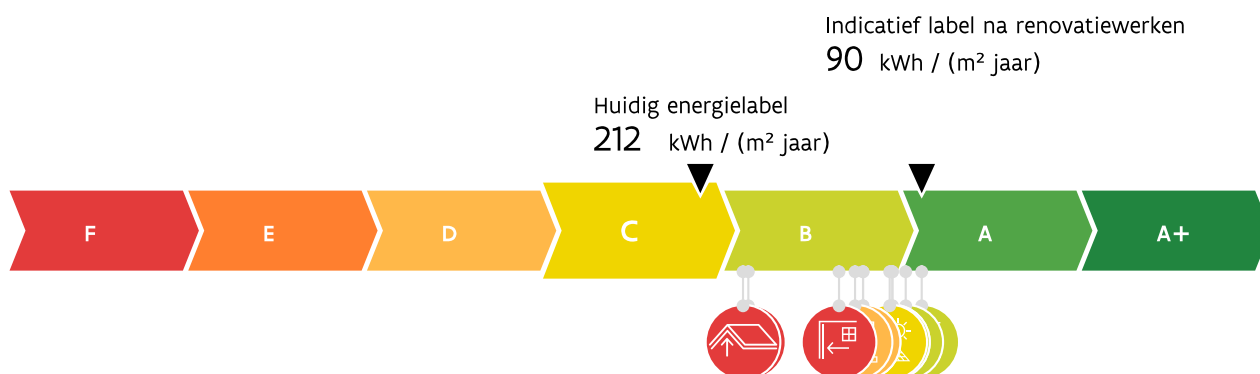 Indicatief label na renovatiewerken
90 kWh / (m² jaar)
Huidig energielabel
212 kWh / (m² jaar)
F E D C B A A+